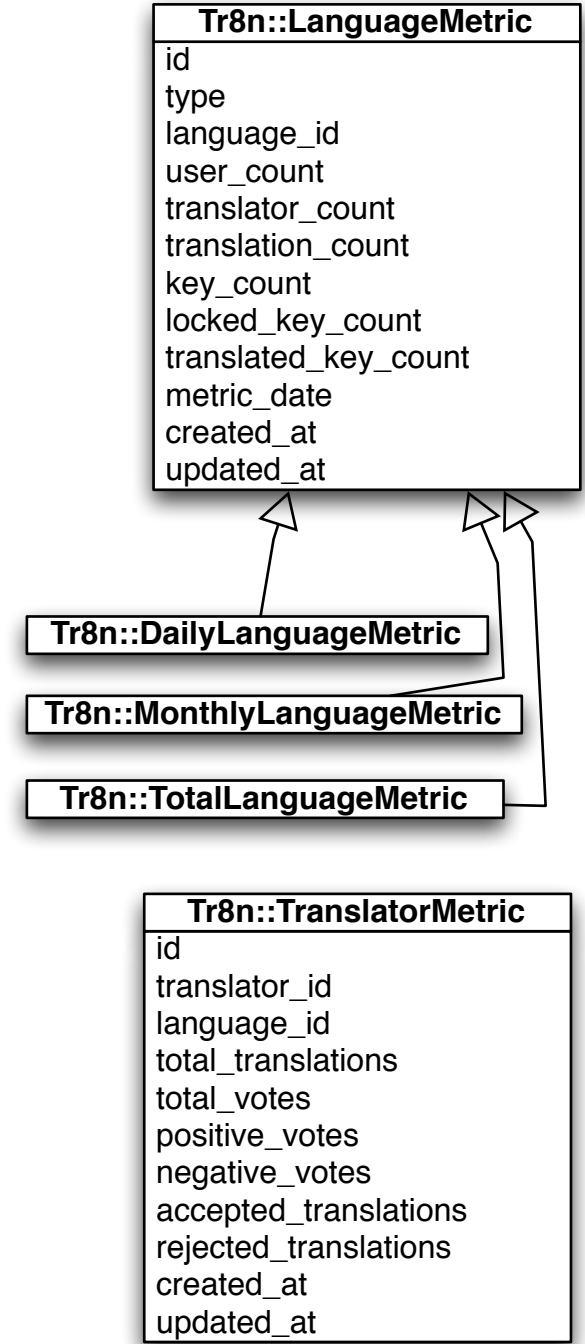 Tr8n::LanguageMetric
id
type
language_id
user_count
translator_count
translation_count
key_count
locked_key_count
translated_key_count
metric_date
created_at
updated_at
Tr8n::DailyLanguageMetric
Tr8n::MonthlyLanguageMetric
Tr8n::TotalLanguageMetric
Tr8n::TranslatorMetric
id
translator_id
language_id
total_translations
total_votes
positive_votes
negative_votes
accepted_translations
rejected_translations
created_at
updated_at